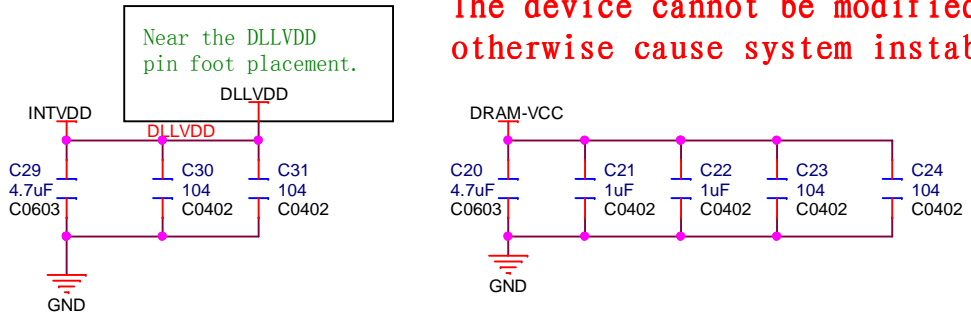 The device cannot be modified
otherwise cause system instab
Near the DLLVDD
pin foot placement.
DLLVDD
INTVDD
DLLVDD
C29
4.7uF
C0603
C30
104
C0402
C31
104
C0402
GND
DRAM-VCC
C20
4.7uF
C0603
C21
1uF
C0402
C22
1uF
C0402
C23
104
C0402
C24
104
C0402
GND